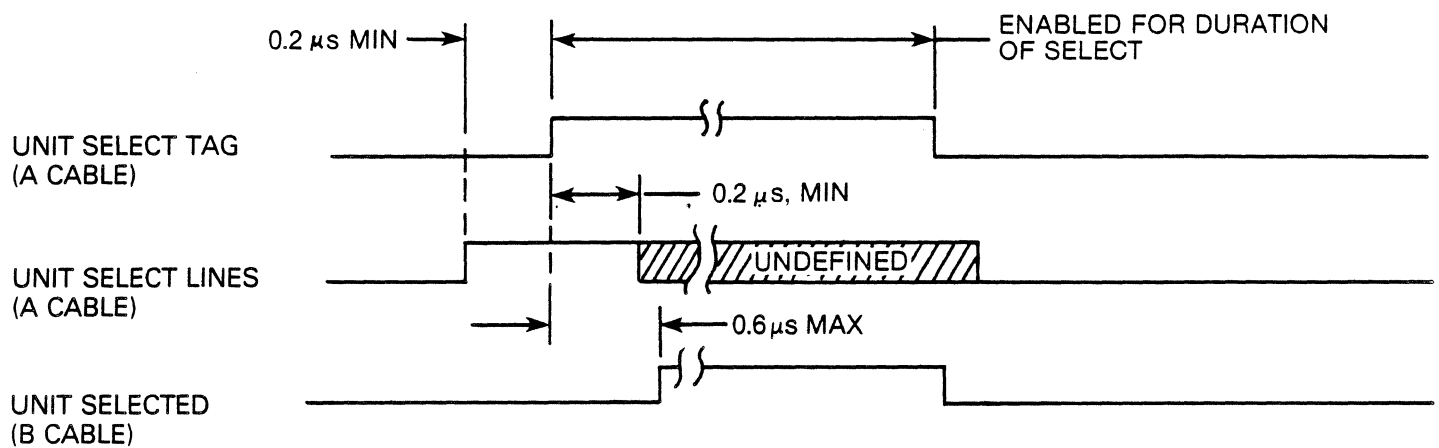 0.2 μs MIN
ENABLED FOR DURATION
OF SELECT
UNIT SELECT TAG
(A CABLE)
0.2 μs, MIN
UNIT SELECT LINES
(A CABLE)
UNDEFINED
0.6 μs MAX
UNIT SELECTED
(B CABLE)